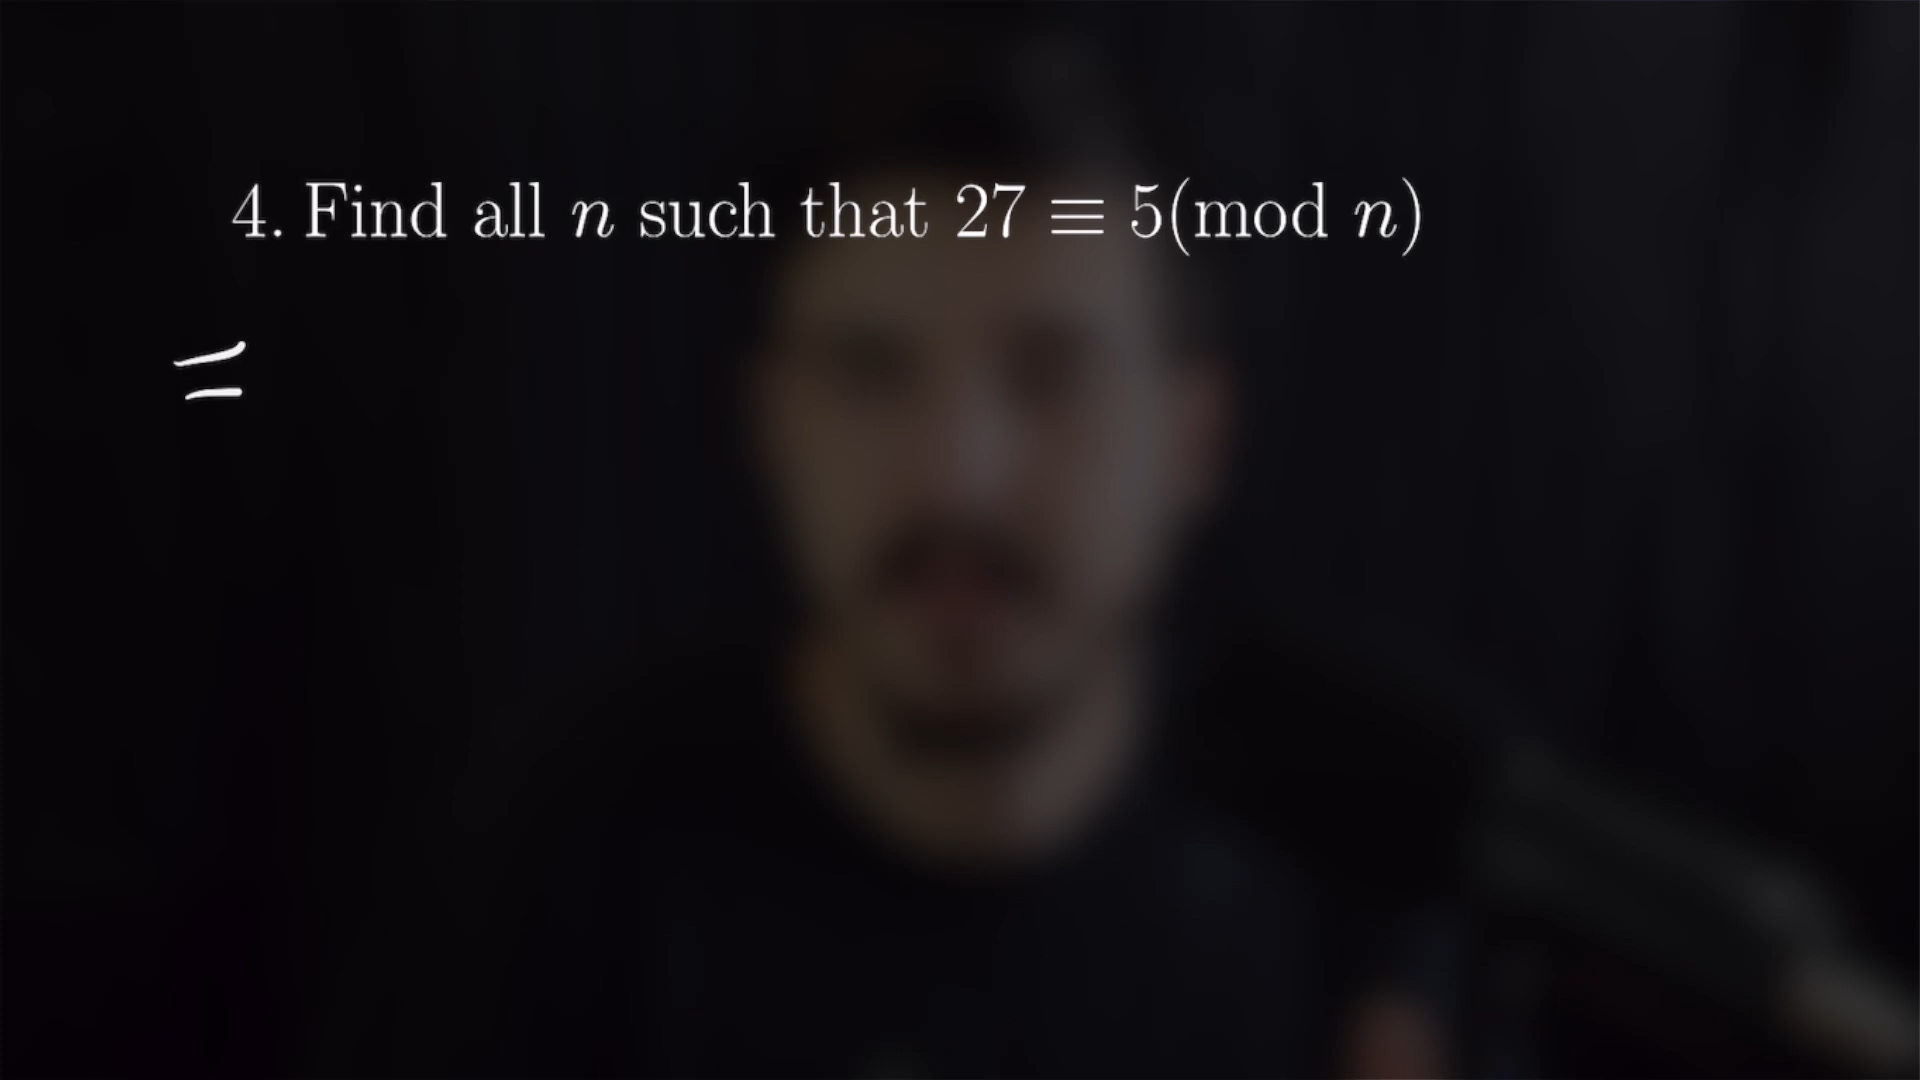 4. Find all n such that 27 ≡ 5(mod n)
=